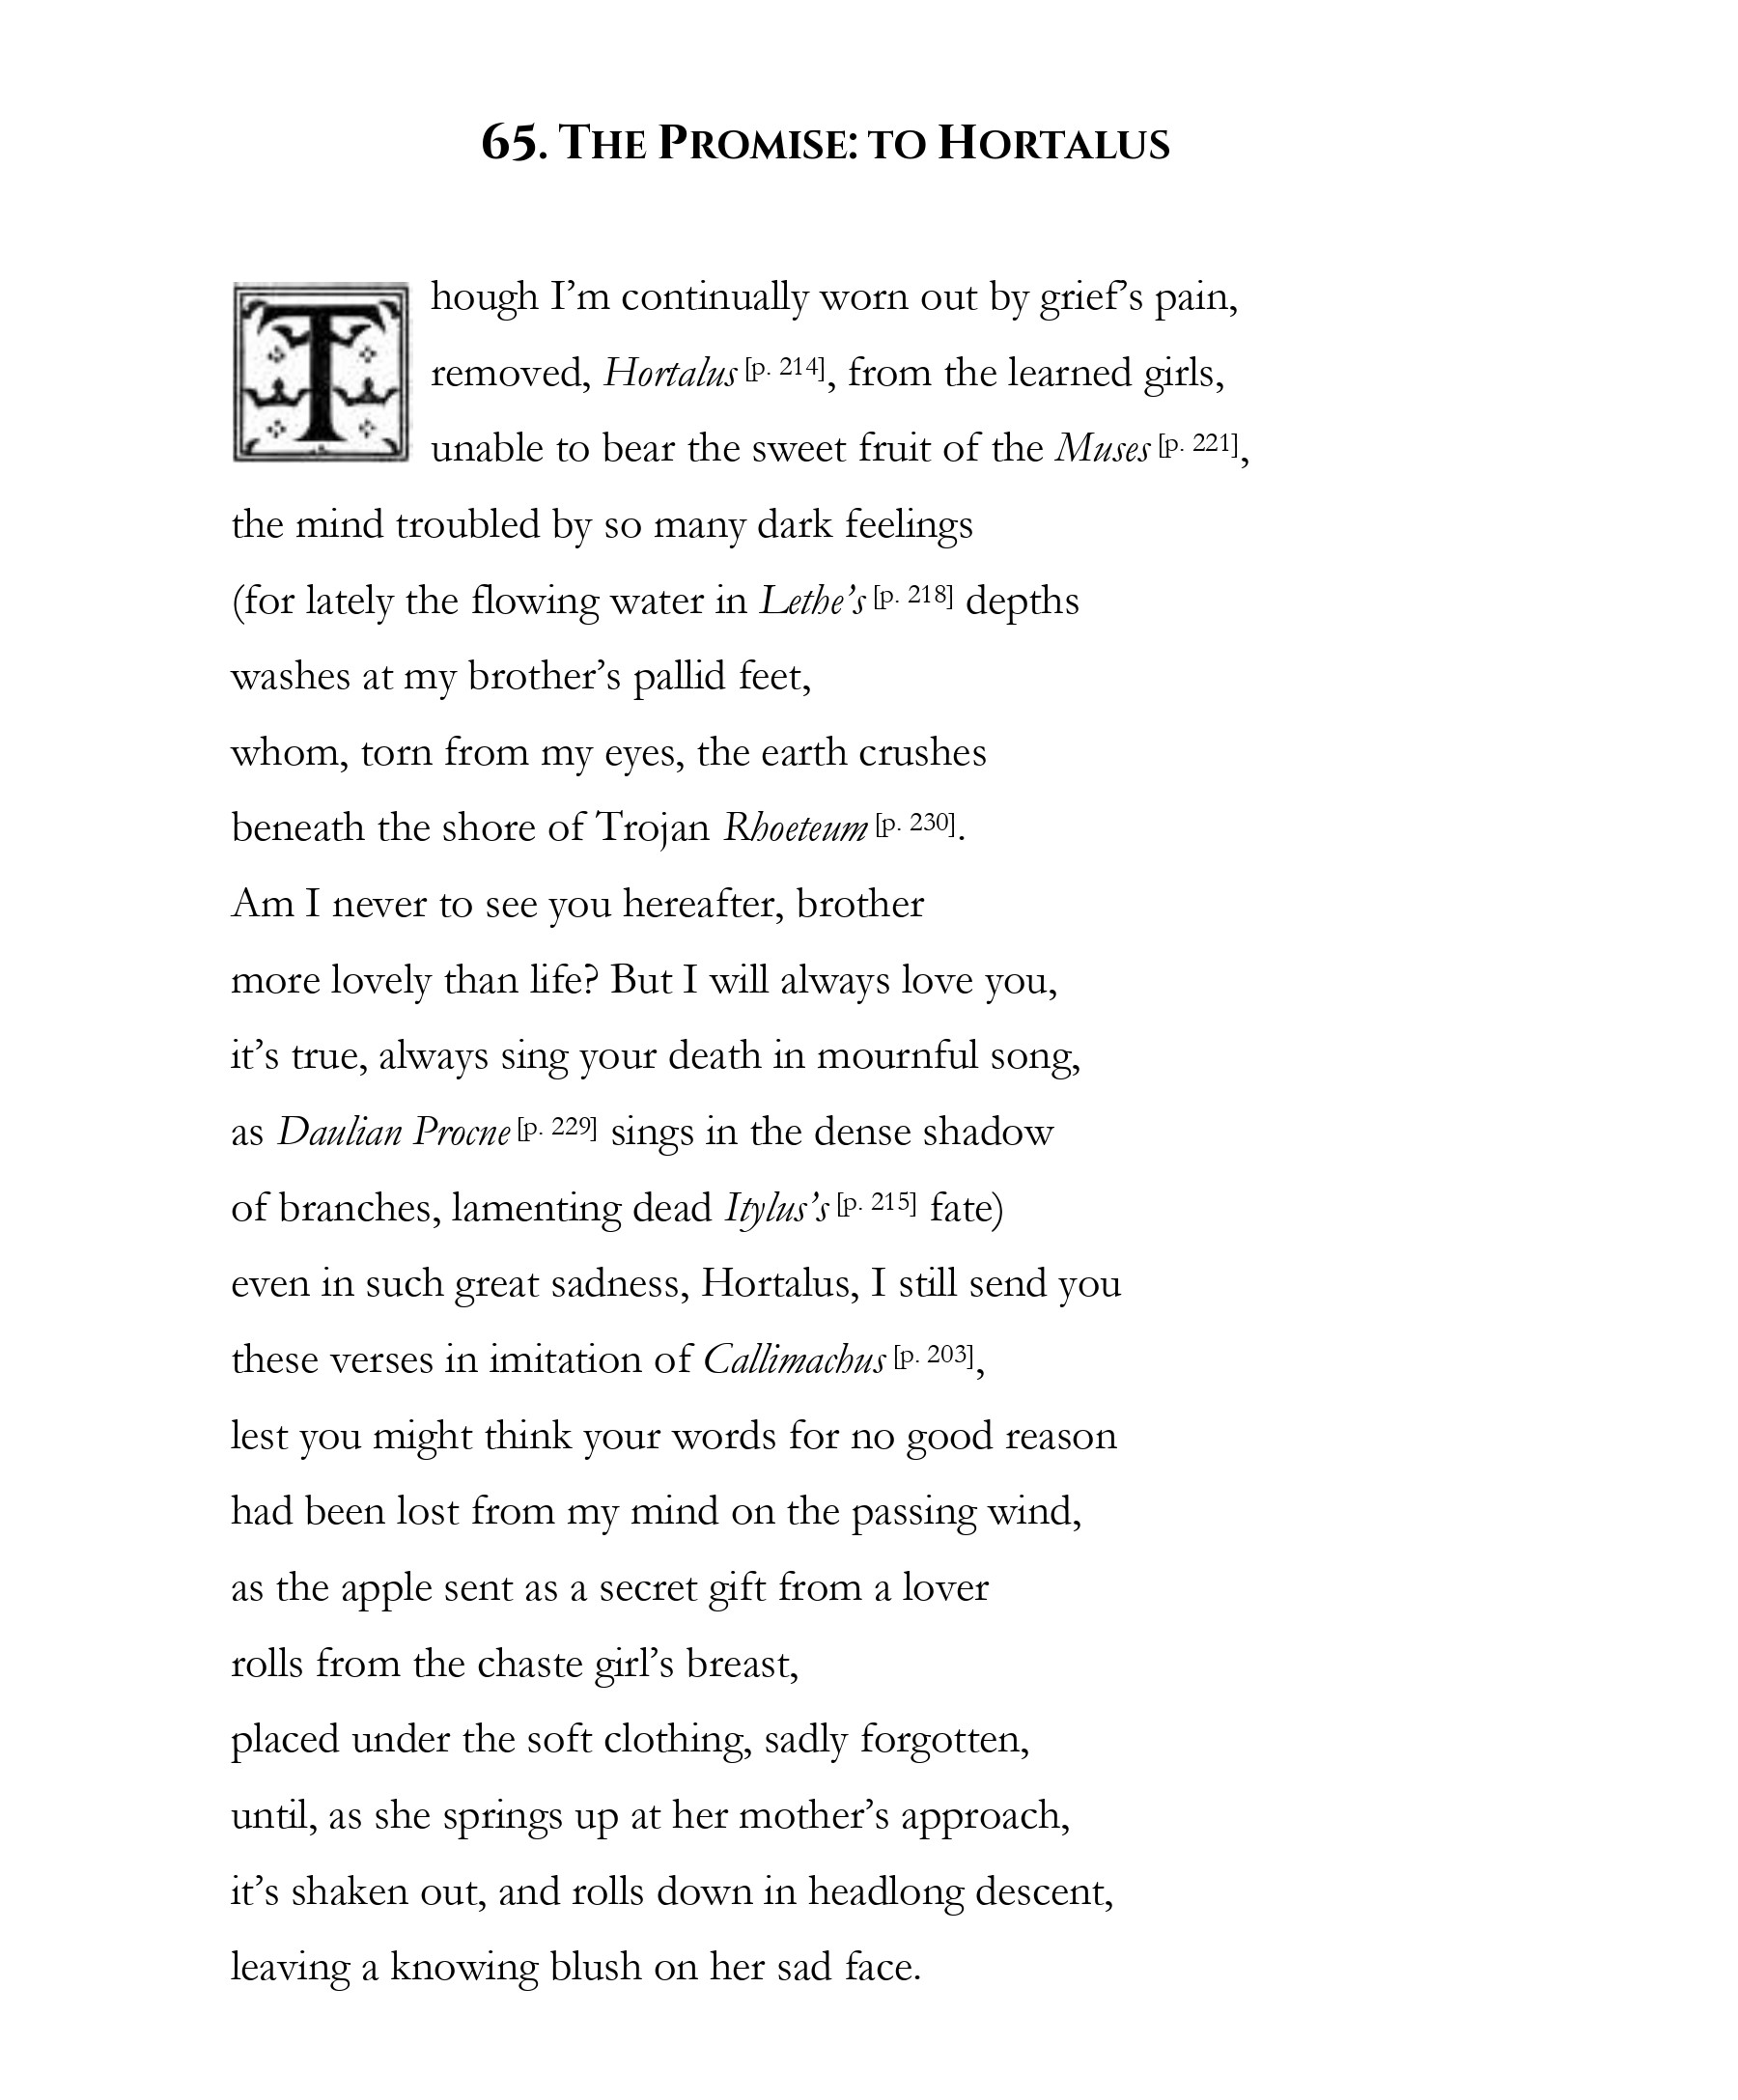 65. The Promise: to Hortalus
Though I’m continually worn out by grief’s pain,
removed, Hortalus [p. 214], from the learned girls,
unable to bear the sweet fruit of the Muses [p. 221],
the mind troubled by so many dark feelings
(for lately the flowing water in Lethe’s [p. 218] depths
washes at my brother’s pallid feet,
whom, torn from my eyes, the earth crushes
beneath the shore of Trojan Rhoeteum [p. 230].
Am I never to see you hereafter, brother
more lovely than life? But I will always love you,
it’s true, always sing your death in mournful song,
as Daulian Procne [p. 229] sings in the dense shadow
of branches, lamenting dead Itylus’s [p. 215] fate)
even in such great sadness, Hortalus, I still send you
these verses in imitation of Callimachus [p. 203],
lest you might think your words for no good reason
had been lost from my mind on the passing wind,
as the apple sent as a secret gift from a lover
rolls from the chaste girl’s breast,
placed under the soft clothing, sadly forgotten,
until, as she springs up at her mother’s approach,
it’s shaken out, and rolls down in headlong descent,
leaving a knowing blush on her sad face.